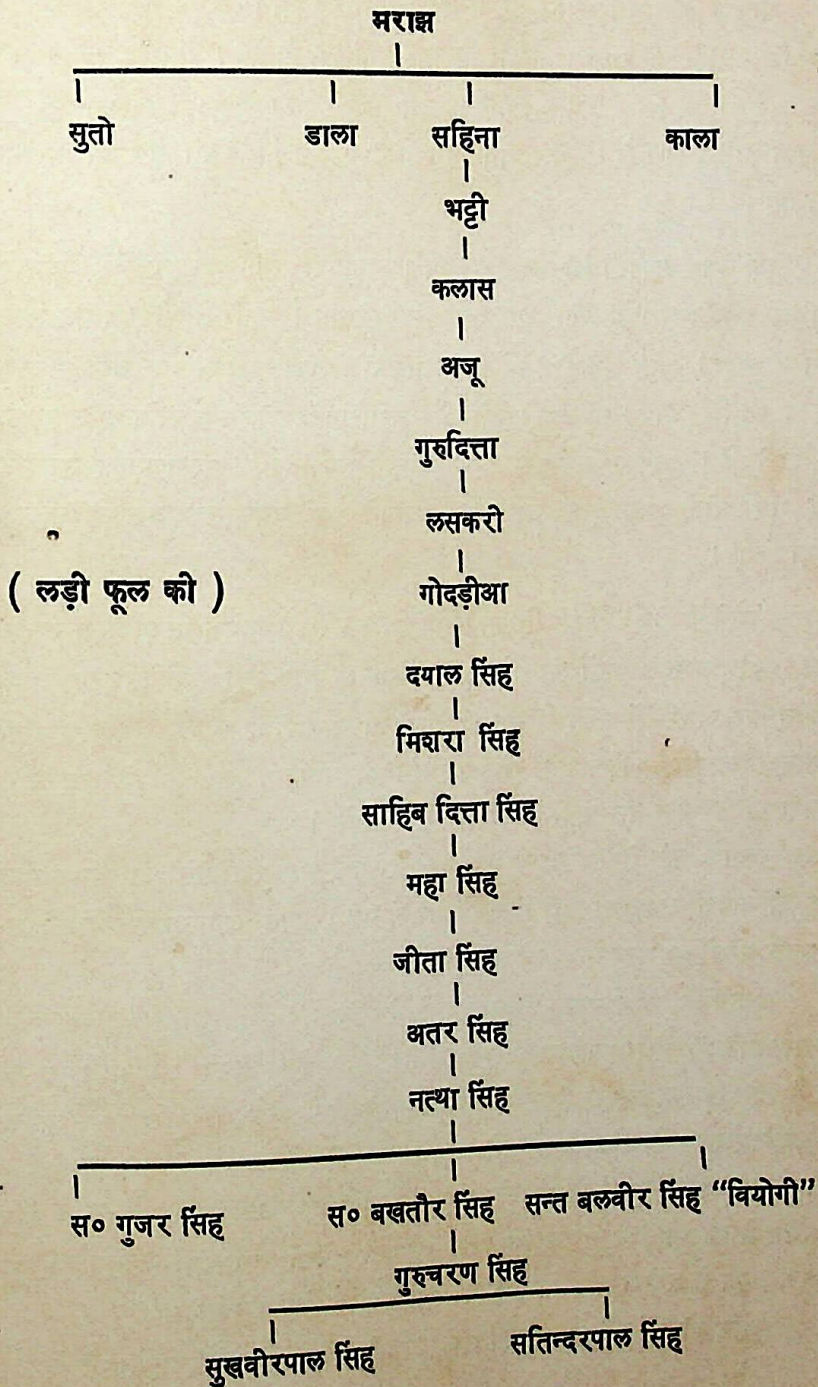 मराझ
सुतो डाला सहिना काला
भट्टी
कलास
अजू
गुरुदित्ता
लसकरी
( लड़ी फूल की ) गोदड़ीआ
दयाल सिंह
मिशरा सिंह
साहिब दित्ता सिंह
महा सिंह
जीता सिंह
अतर सिंह
नत्था सिंह
स० गुजर सिंह स० बखतौर सिंह सन्त बलवीर सिंह “वियोगी”
गुरुचरण सिंह
सुखवीरपाल सिंह सतिन्दरपाल सिंह